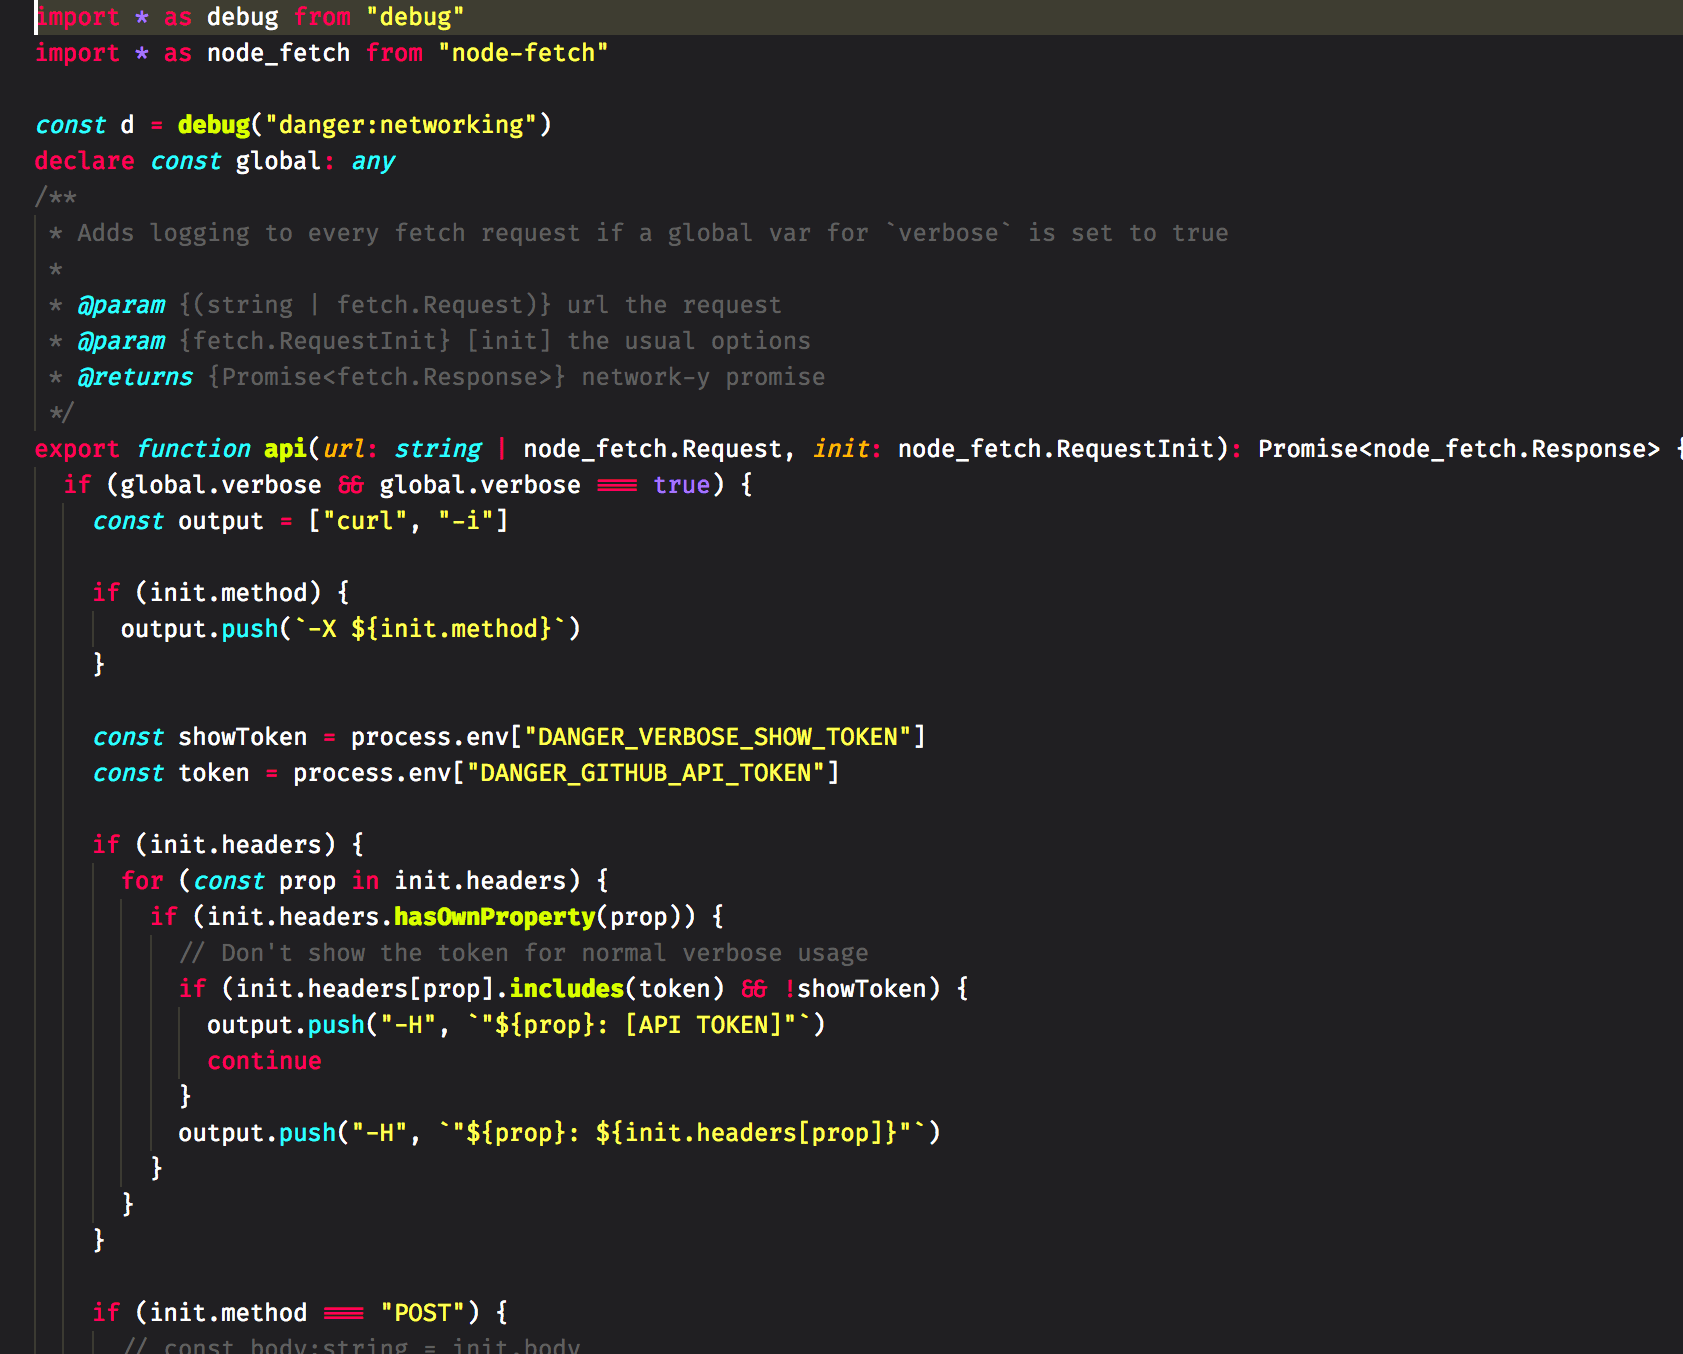 import * as debug from "debug"
import * as node_fetch from "node-fetch"
const d = debug("danger:networking")
declare const global: any
/**
* Adds logging to every fetch request if a global var for `verbose` is set to true
*
* @param {(string | fetch.Request)} url the request
* @param {fetch.RequestInit} [init] the usual options
* @returns {Promise<fetch.Response>} network-y promise
*/
export function api(url: string | node_fetch.Request, init: node_fetch.RequestInit): Promise<node_fetch.Response> {
if (global.verbose && global.verbose === true) {
const output = ["curl", "-i"]
if (init.method) {
output.push(`-X ${init.method}`)
}
const showToken = process.env["DANGER_VERBOSE_SHOW_TOKEN"]
const token = process.env["DANGER_GITHUB_API_TOKEN"]
if (init.headers) {
for (const prop in init.headers) {
if (init.headers.hasOwnProperty(prop)) {
// Don't show the token for normal verbose usage
if (init.headers[prop].includes(token) && !showToken) {
output.push("-H", `"${prop}: [API TOKEN]"`)
continue
}
output.push("-H", `"${prop}: ${init.headers[prop]}"`)
}
}
}
if (init.method === "POST") {
// const body:string = init.body